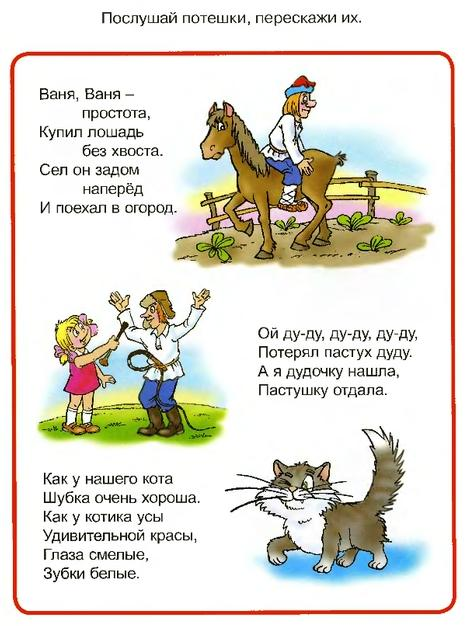 Послушай потешки, перескажи их.
Ваня, Ваня –
простота,
Купил лошадь
без хвоста.
Сел он задом
наперёд
И поехал в огород.
Ой ду-ду, ду-ду, ду-ду,
Потерял пастух дуду.
А я дудочку нашла,
Пастушку отдала.
Как у нашего кота
Шубка очень хороша.
Как у котика усы
Удивительной красы,
Глаза смелые,
Зубки белые.